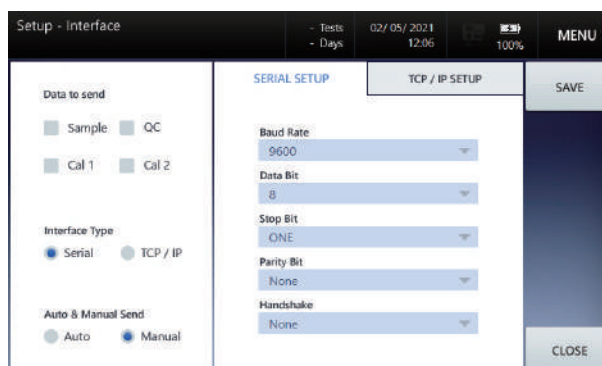 Setup - Interface
- Tests
- Days
02/ 05/ 2021
12:06
100%
MENU
Data to send
Sample QC
Cal 1 Cal 2
Interface Type
Serial TCP / IP
Auto & Manual Send
Auto Manual
SERIAL SETUP
TCP / IP SETUP
Baud Rate
9600
Data Bit
8
Stop Bit
ONE
Parity Bit
None
Handshake
None
SAVE
CLOSE